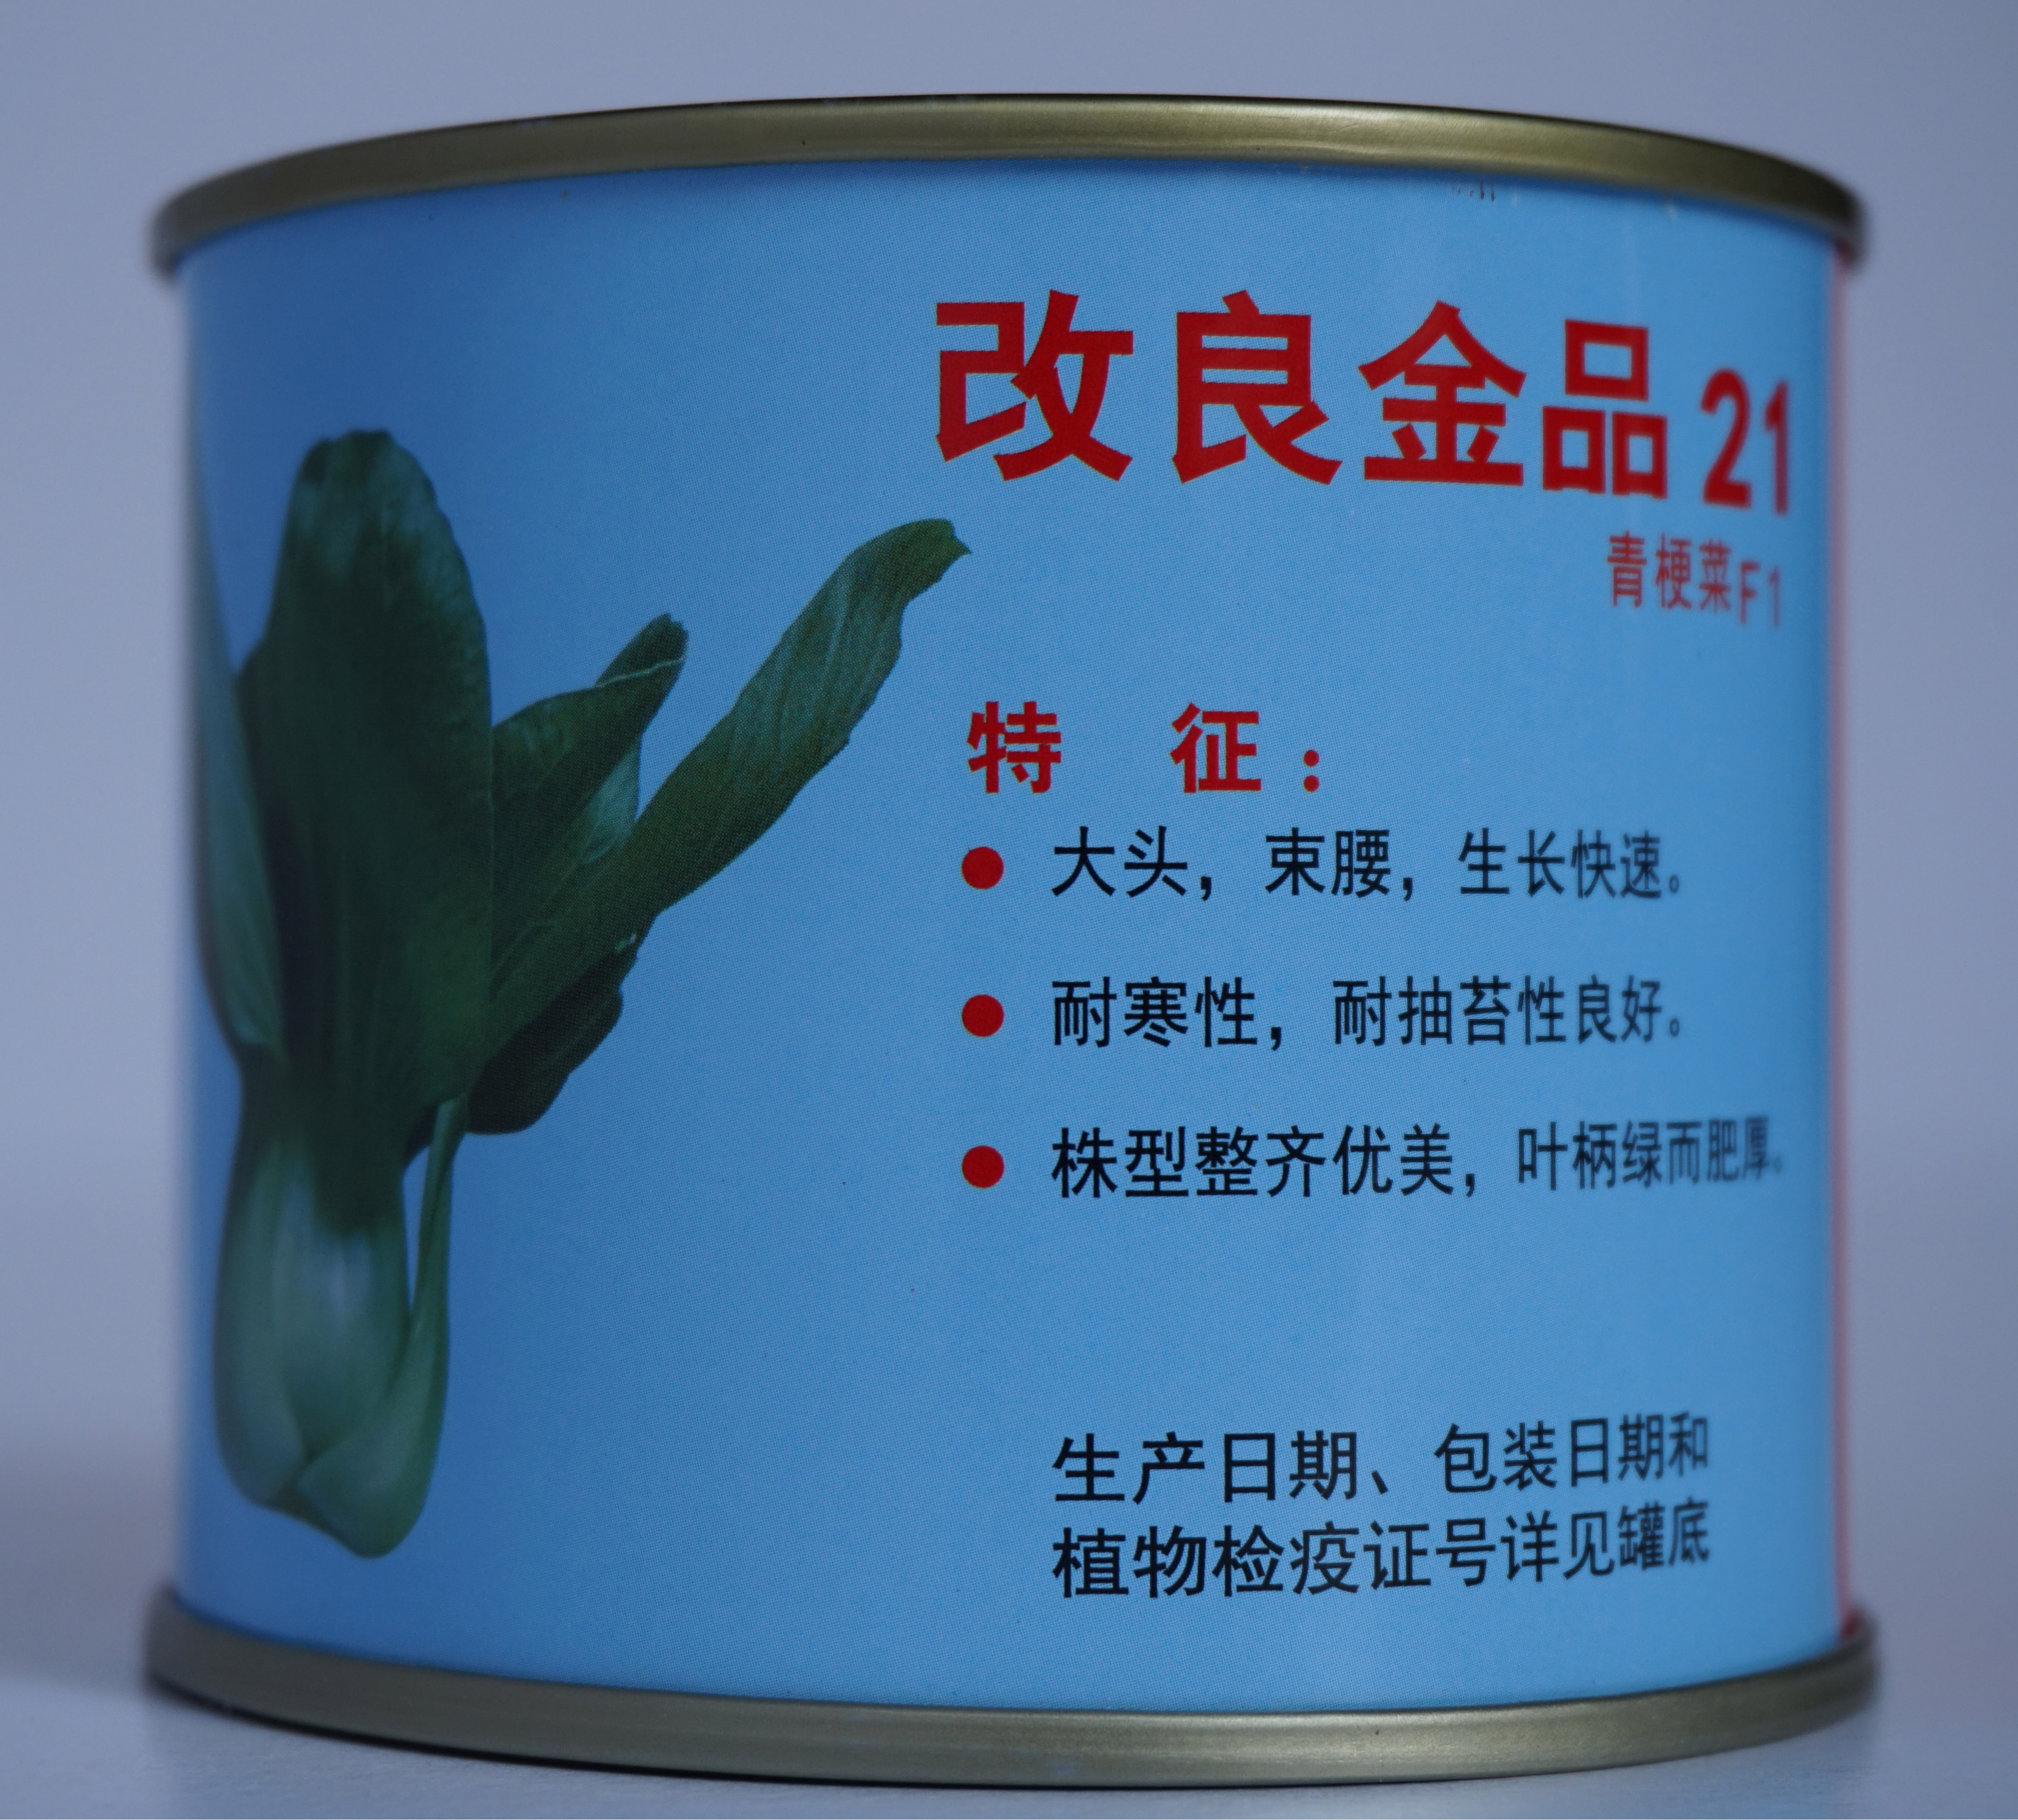 改良金品21
青梗菜F1
特 征：
● 大头，束腰，生长快速。
● 耐寒性，耐抽苔性良好。
● 株型整齐优美，叶柄绿而肥厚。
生产日期、包装日期和
植物检疫证号详见罐底